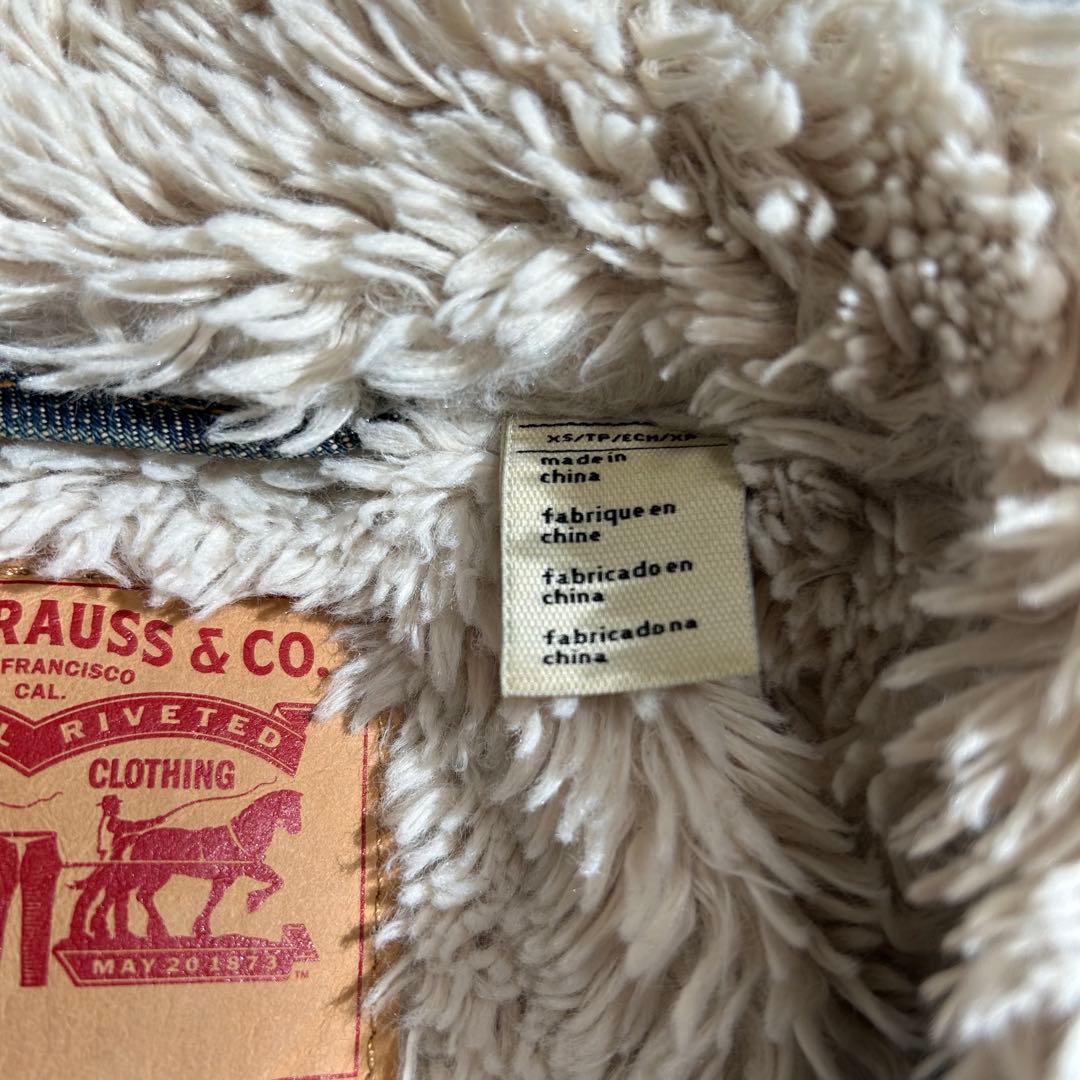 XS/TP/ECH/XP
made in
china
fabrique en
chine
fabricado en
china
fabricado na
china
RAUSS & CO.
FRANCISCO
CAL.
L RIVETED
CLOTHING
MAY 20 1873
TM